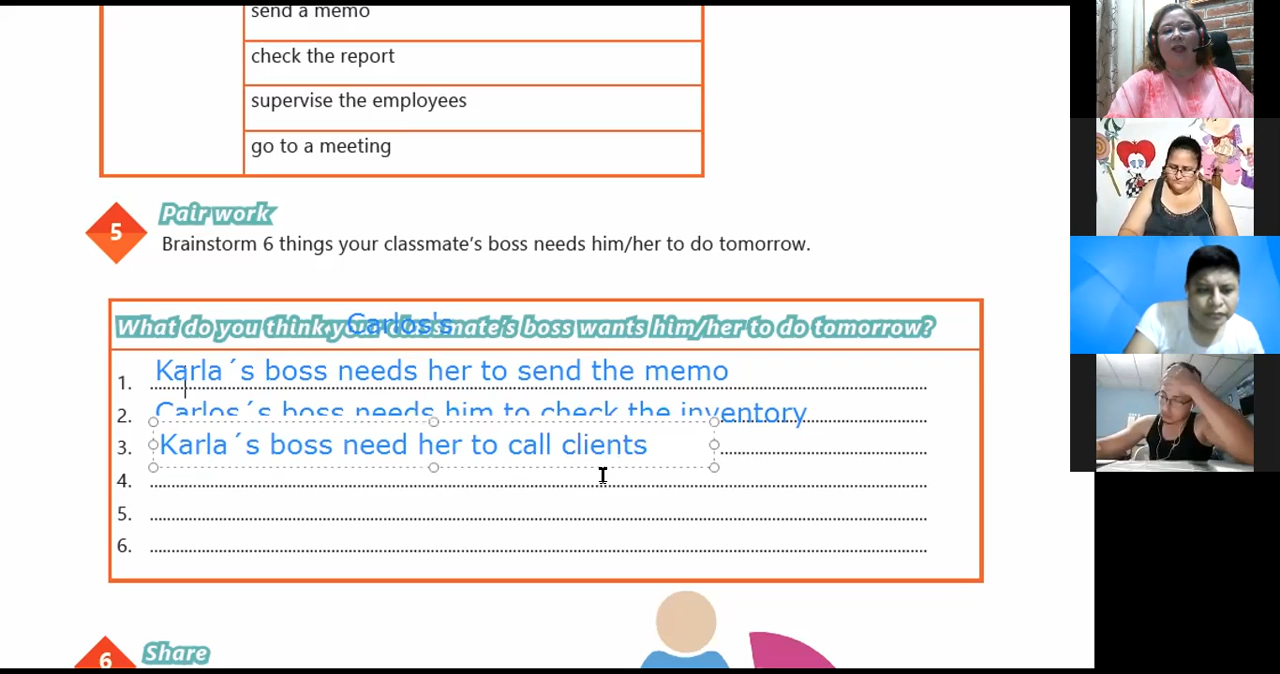 send a memo
check the report
supervise the employees
go to a meeting
5
Pair work
Brainstorm 6 things your classmate's boss needs him/her to do tomorrow.
Carlos's
What do you think your classmate's boss wants him/her to do tomorrow?
1. Karla´s boss needs her to send the memo
2. Carlos´s boss needs him to check the inventory
3. Karla´s boss need her to call clients
4.
5.
6.
6
Share